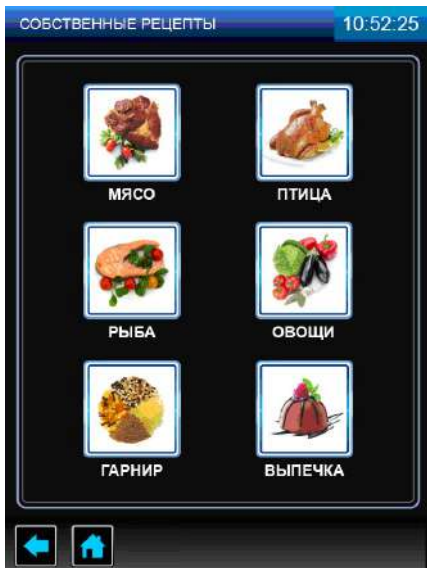 СОБСТВЕННЫЕ РЕЦЕПТЫ 10:52:25
МЯСО ПТИЦА
РЫБА ОВОЩИ
ГАРНИР ВЫПЕЧКА